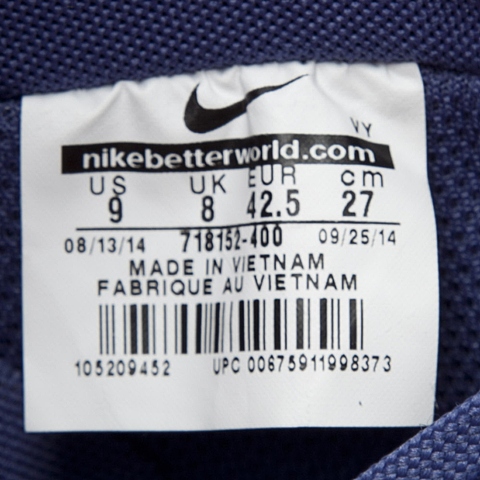 VY
nikebetterworld.com
US UK EUR cm
9 8 42.5 27
08/13/14 718152-400 09/25/14
MADE IN VIETNAM
FABRIQUE AU VIETNAM
105209452 UPC 00675911998373